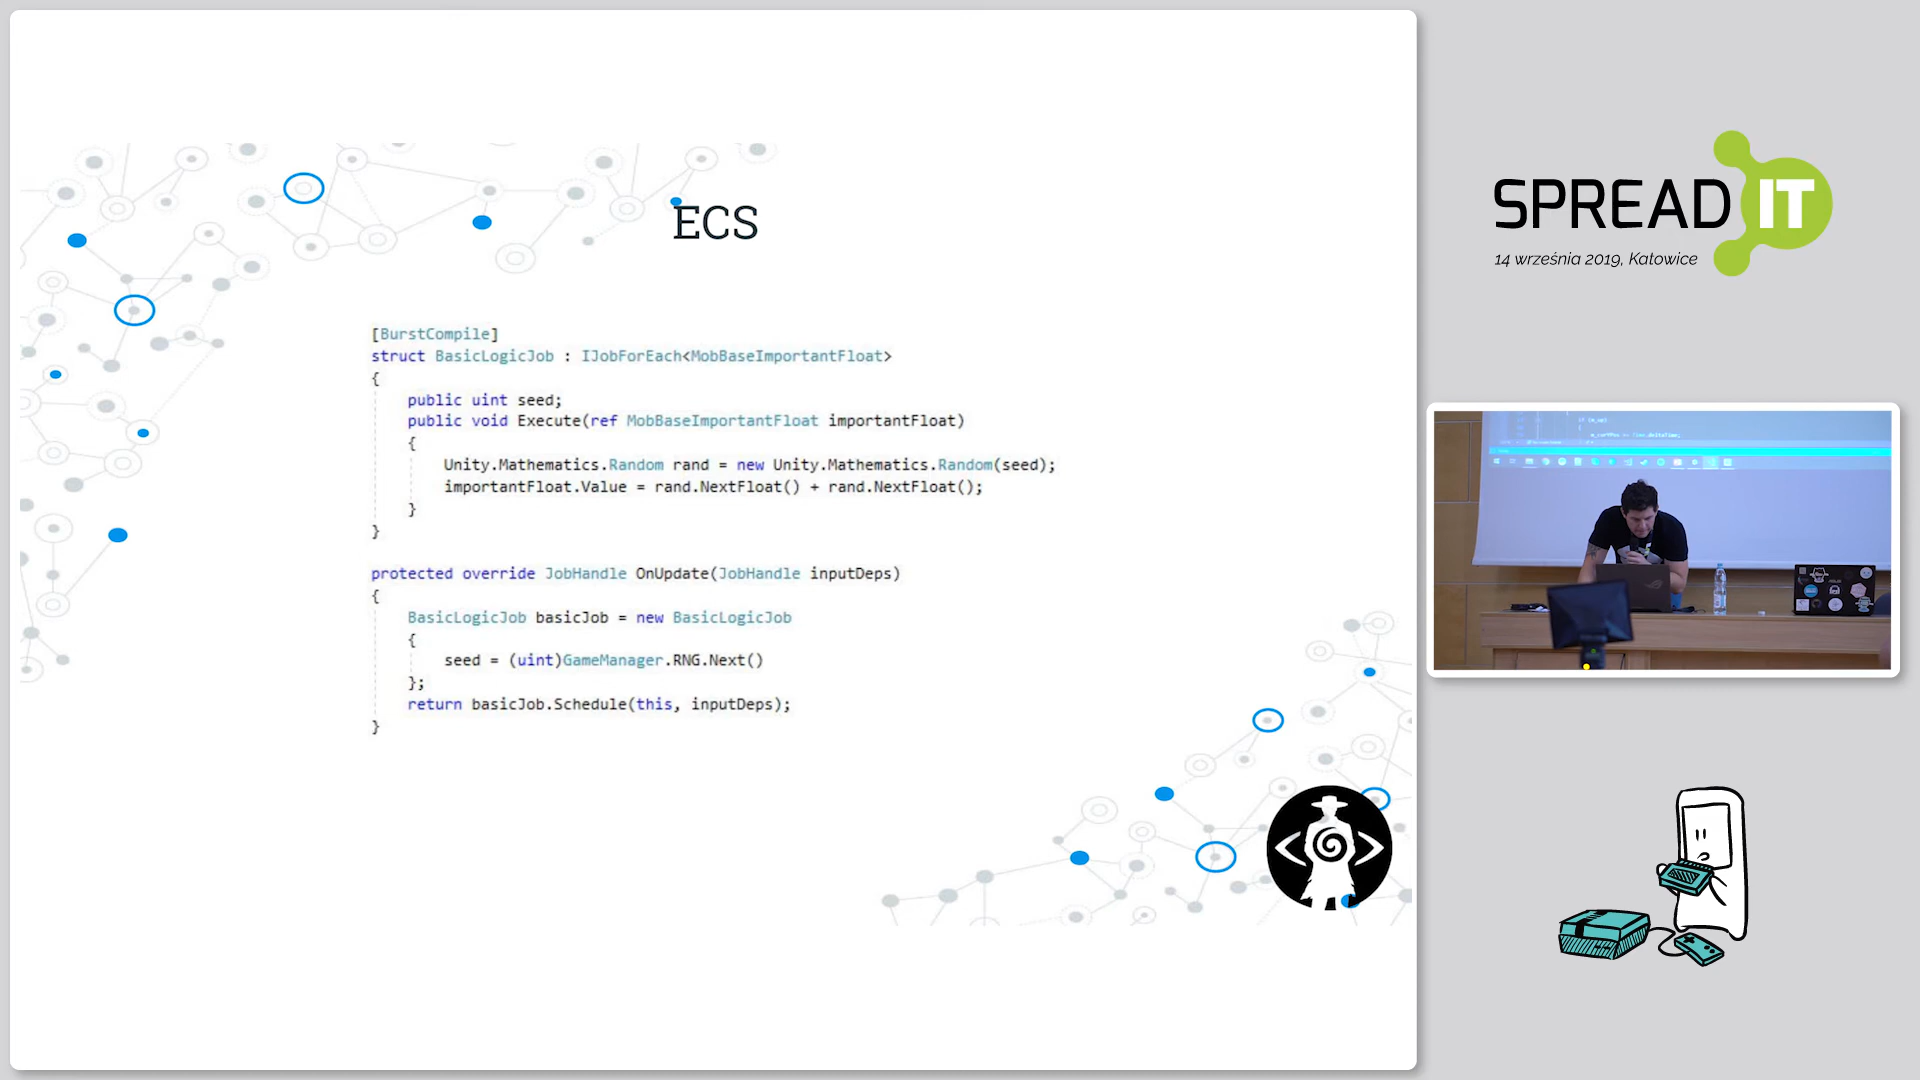 ECS
[BurstCompile]
struct BasicLogicJob : IJobForEach<MobBaseImportantFloat>
{
public uint seed;
public void Execute(ref MobBaseImportantFloat importantFloat)
{
Unity.Mathematics.Random rand = new Unity.Mathematics.Random(seed);
importantFloat.Value = rand.NextFloat() + rand.NextFloat();
}
}
protected override JobHandle OnUpdate(JobHandle inputDeps)
{
BasicLogicJob basicJob = new BasicLogicJob
{
seed = (uint)GameManager.RNG.Next()
};
return basicJob.Schedule(this, inputDeps);
}
SPREAD IT
14 września 2019, Katowice